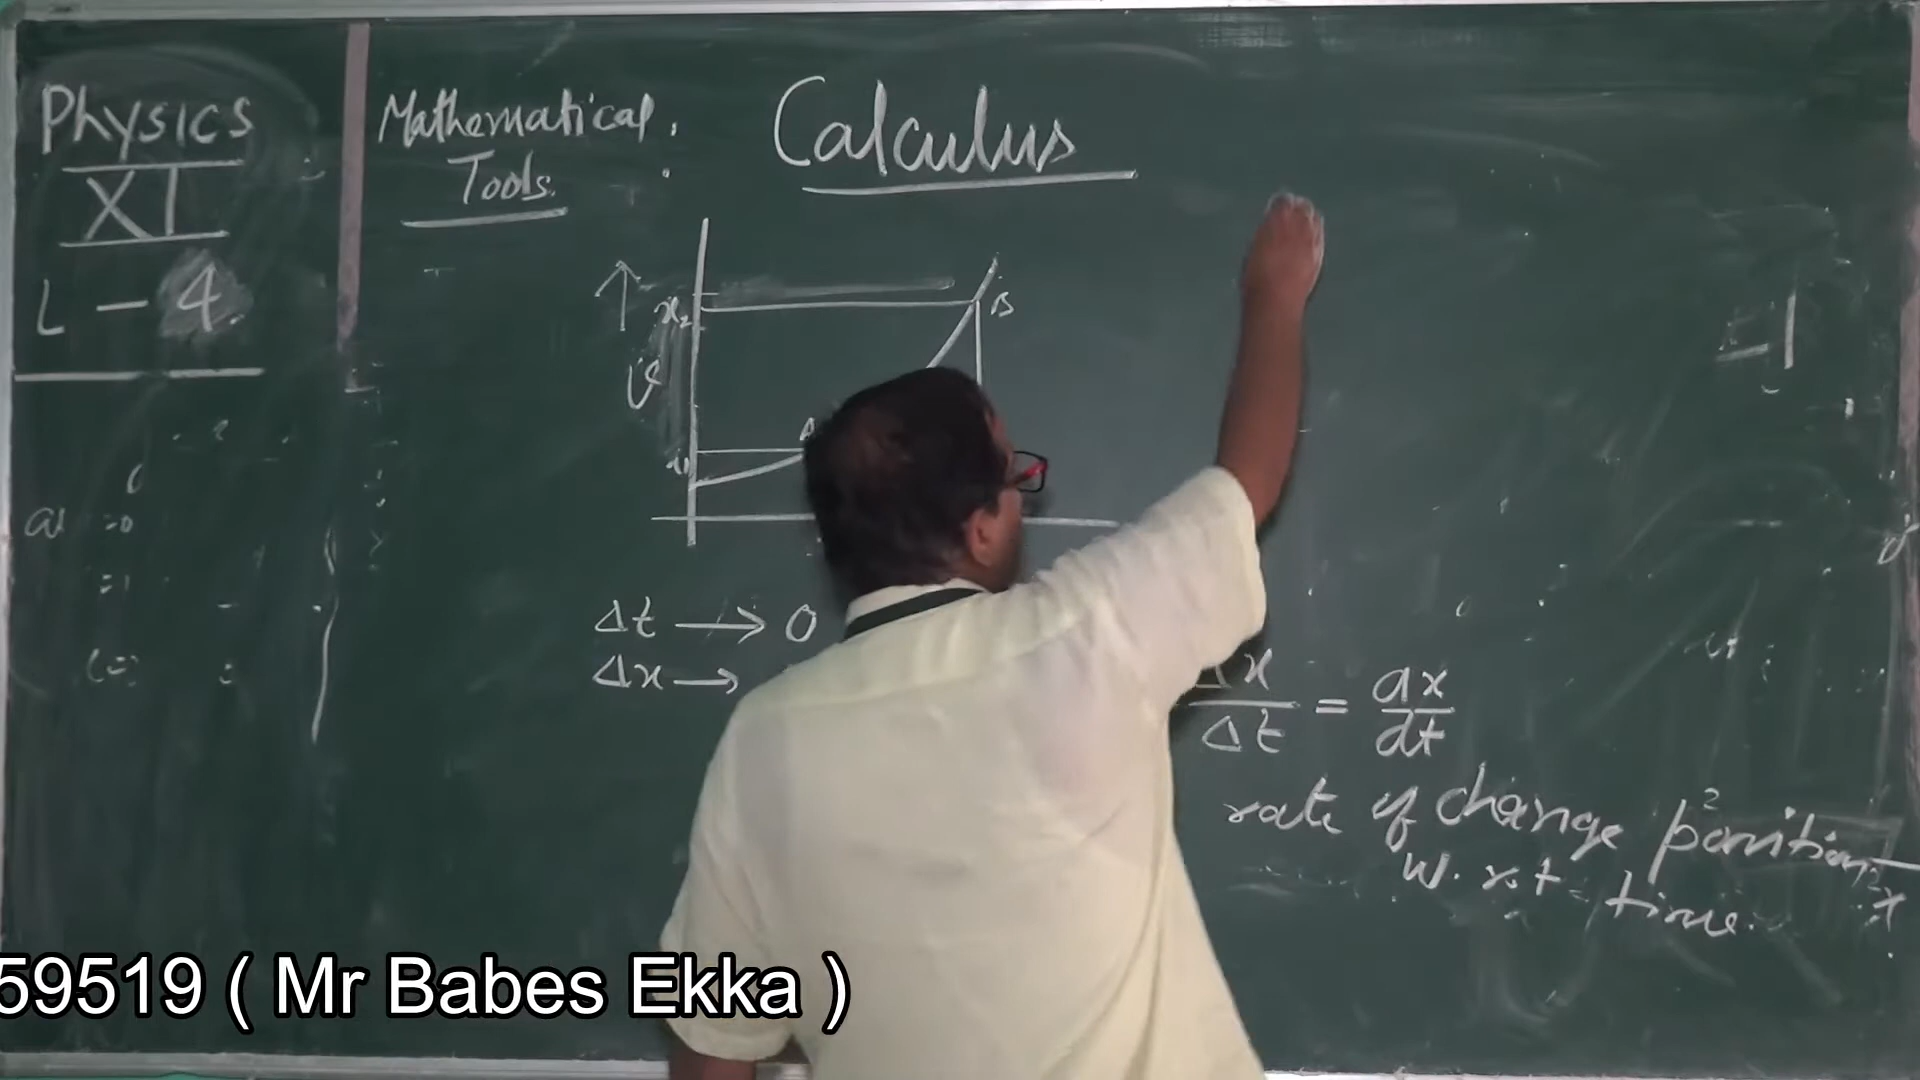 Physics
XI
L - 4
Mathematical
Tools.
Calculus
x₂
B
Δt → 0
Δx →
Δx/Δt = dx/dt
rate of change position
w.r.t time.
59519 ( Mr Babes Ekka )